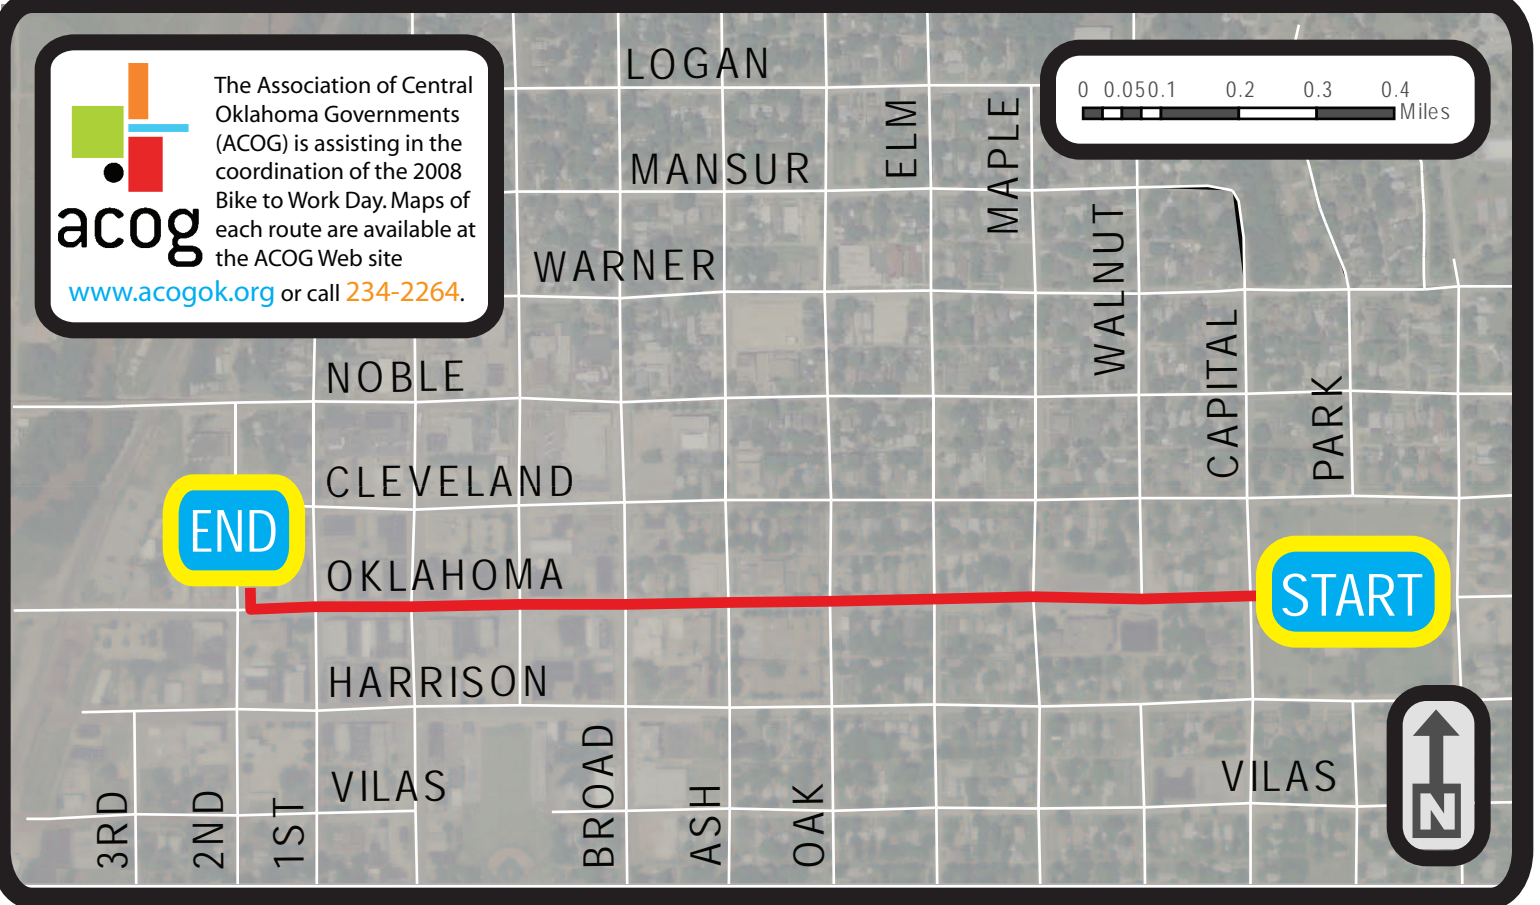 The Association of Central
Oklahoma Governments
(ACOG) is assisting in the
coordination of the 2008
Bike to Work Day. Maps of
each route are available at
the ACOG Web site
www.acogok.org or call 234-2264.
acog
0 0.05 0.1 0.2 0.3 0.4
Miles
LOGAN
MANSUR
WARNER
NOBLE
CLEVELAND
OKLAHOMA
HARRISON
VILAS
VILAS
ELM
MAPLE
WALNUT
CAPITAL
PARK
END
START
3RD
2ND
1ST
BROAD
ASH
OAK
N